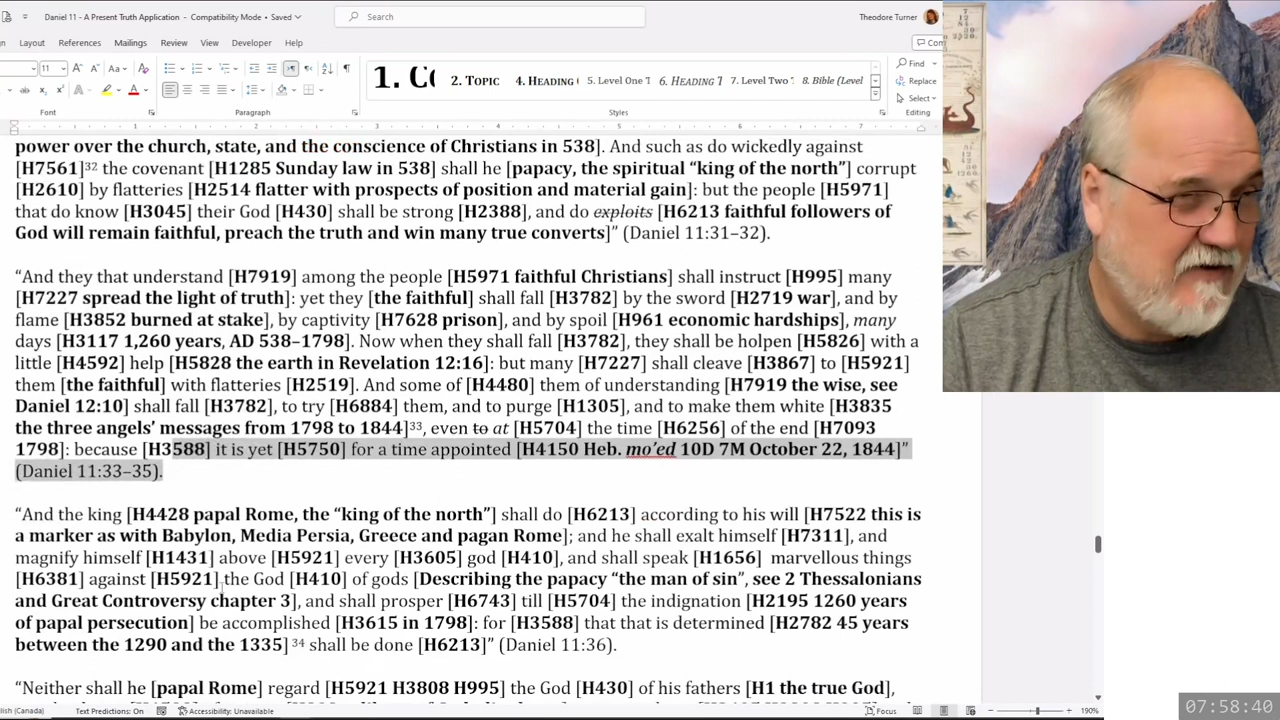 Daniel 11 - A Present Truth Application - Compatibility Mode • Saved
Search
Theodore Turner
Layout References Mailings Review View Developer Help
11
Aa
1. Co 2. TOPIC 4. HEADING 5. Level One T 6. HEADING T 7. Level Two 8. Bible (Level
Find
Replace
Select
Font Paragraph Styles Editing
power over the church, state, and the conscience of Christians in 538]. And such as do wickedly against
[H7561]32 the covenant [H1285 Sunday law in 538] shall he [papacy, the spiritual “king of the north”] corrupt
[H2610] by flatteries [H2514 flatter with prospects of position and material gain]: but the people [H5971]
that do know [H3045] their God [H430] shall be strong [H2388], and do exploits [H6213 faithful followers of
God will remain faithful, preach the truth and win many true converts]” (Daniel 11:31–32).
“And they that understand [H7919] among the people [H5971 faithful Christians] shall instruct [H995] many
[H7227 spread the light of truth]: yet they [the faithful] shall fall [H3782] by the sword [H2719 war], and by
flame [H3852 burned at stake], by captivity [H7628 prison], and by spoil [H961 economic hardships], many
days [H3117 1,260 years, AD 538–1798]. Now when they shall fall [H3782], they shall be holpen [H5826] with a
little [H4592] help [H5828 the earth in Revelation 12:16]: but many [H7227] shall cleave [H3867] to [H5921]
them [the faithful] with flatteries [H2519]. And some of [H4480] them of understanding [H7919 the wise, see
Daniel 12:10] shall fall [H3782], to try [H6884] them, and to purge [H1305], and to make them white [H3835
the three angels’ messages from 1798 to 1844]33, even to at [H5704] the time [H6256] of the end [H7093
1798]: because [H3588] it is yet [H5750] for a time appointed [H4150 Heb. mo’ed 10D 7M October 22, 1844]”
(Daniel 11:33–35).
“And the king [H4428 papal Rome, the “king of the north”] shall do [H6213] according to his will [H7522 this is
a marker as with Babylon, Media Persia, Greece and pagan Rome]; and he shall exalt himself [H7311], and
magnify himself [H1431] above [H5921] every [H3605] god [H410], and shall speak [H1656] marvellous things
[H6381] against [H5921] the God [H410] of gods [Describing the papacy “the man of sin”, see 2 Thessalonians
and Great Controversy chapter 3], and shall prosper [H6743] till [H5704] the indignation [H2195 1260 years
of papal persecution] be accomplished [H3615 in 1798]: for [H3588] that that is determined [H2782 45 years
between the 1290 and the 1335] 34 shall be done [H6213]” (Daniel 11:36).
“Neither shall he [papal Rome] regard [H5921 H3808 H995] the God [H430] of his fathers [H1 the true God],
lish (Canada) Text Predictions: On Accessibility: Unavailable Focus 190%
07:58:40